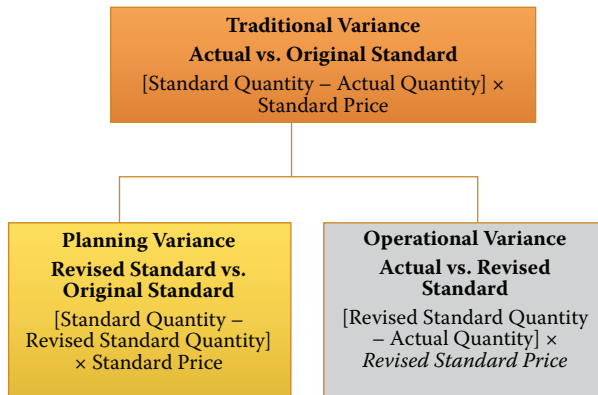 Traditional Variance
Actual vs. Original Standard
[Standard Quantity – Actual Quantity] ×
Standard Price
Planning Variance
Revised Standard vs.
Original Standard
[Standard Quantity –
Revised Standard Quantity]
× Standard Price
Operational Variance
Actual vs. Revised
Standard
[Revised Standard Quantity
– Actual Quantity] ×
Revised Standard Price